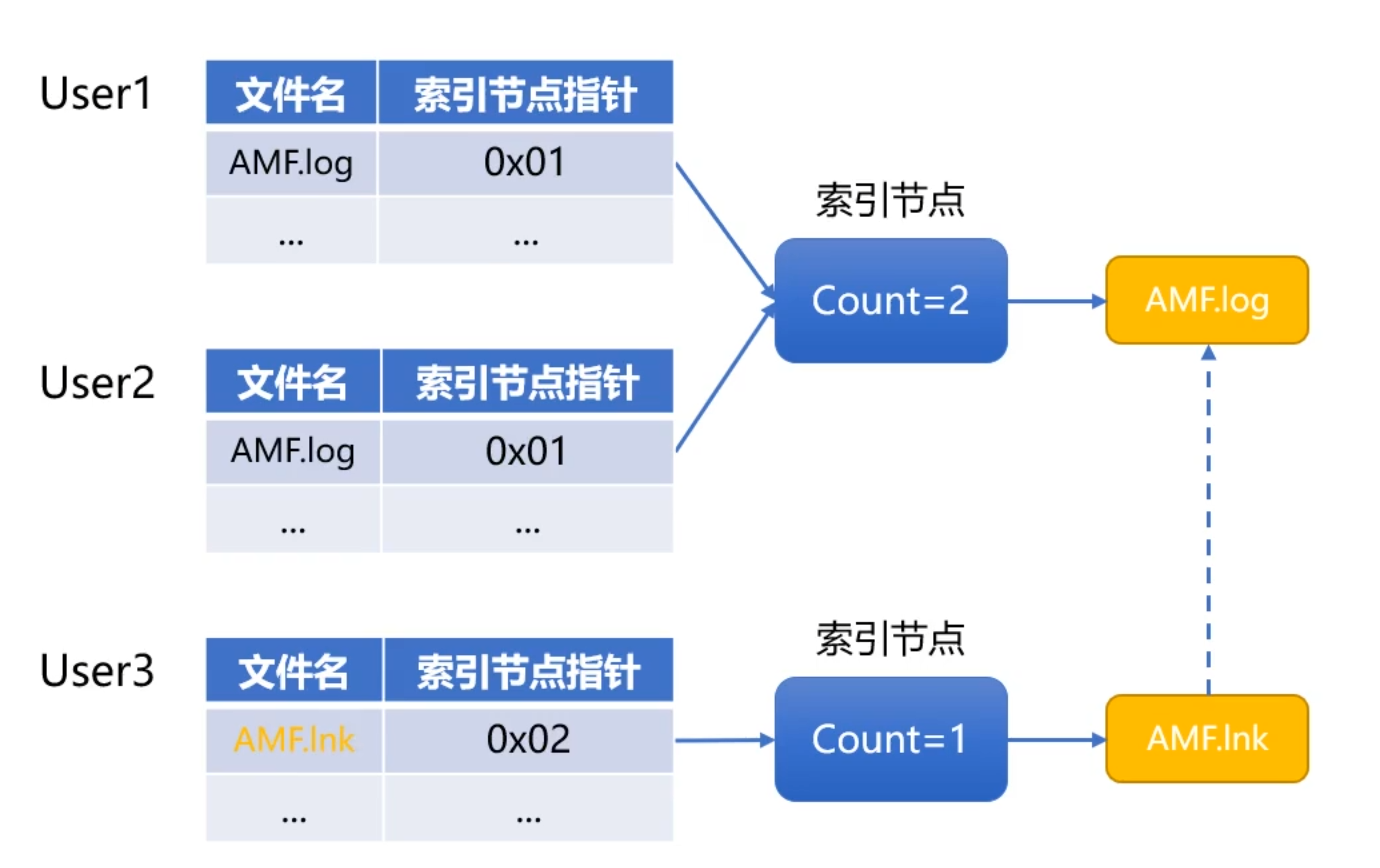 User1
文件名 索引节点指针
AMF.log 0x01
... ...
索引节点
Count=2
AMF.log
User2
文件名 索引节点指针
AMF.log 0x01
... ...
User3
文件名 索引节点指针
AMF.lnk 0x02
... ...
索引节点
Count=1
AMF.lnk